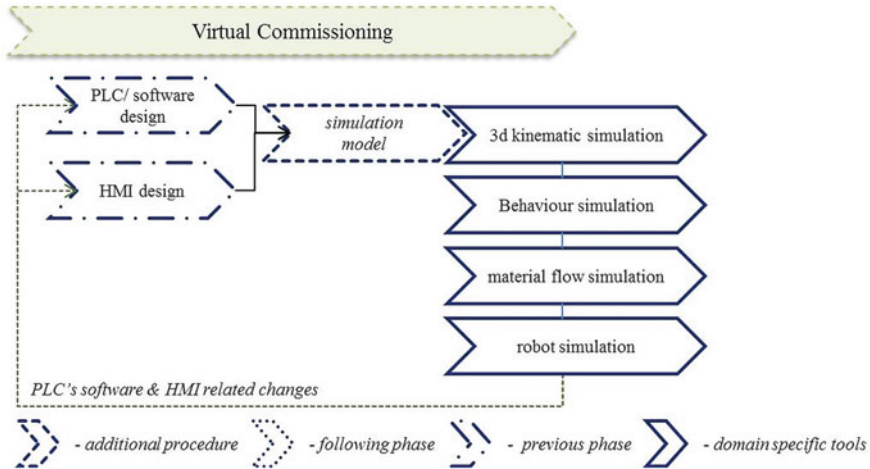 Virtual Commissioning
PLC/ software
design
simulation
model
3d kinematic simulation
HMI design
Behaviour simulation
material flow simulation
robot simulation
PLC's software & HMI related changes
- additional procedure
- following phase
- previous phase
- domain specific tools